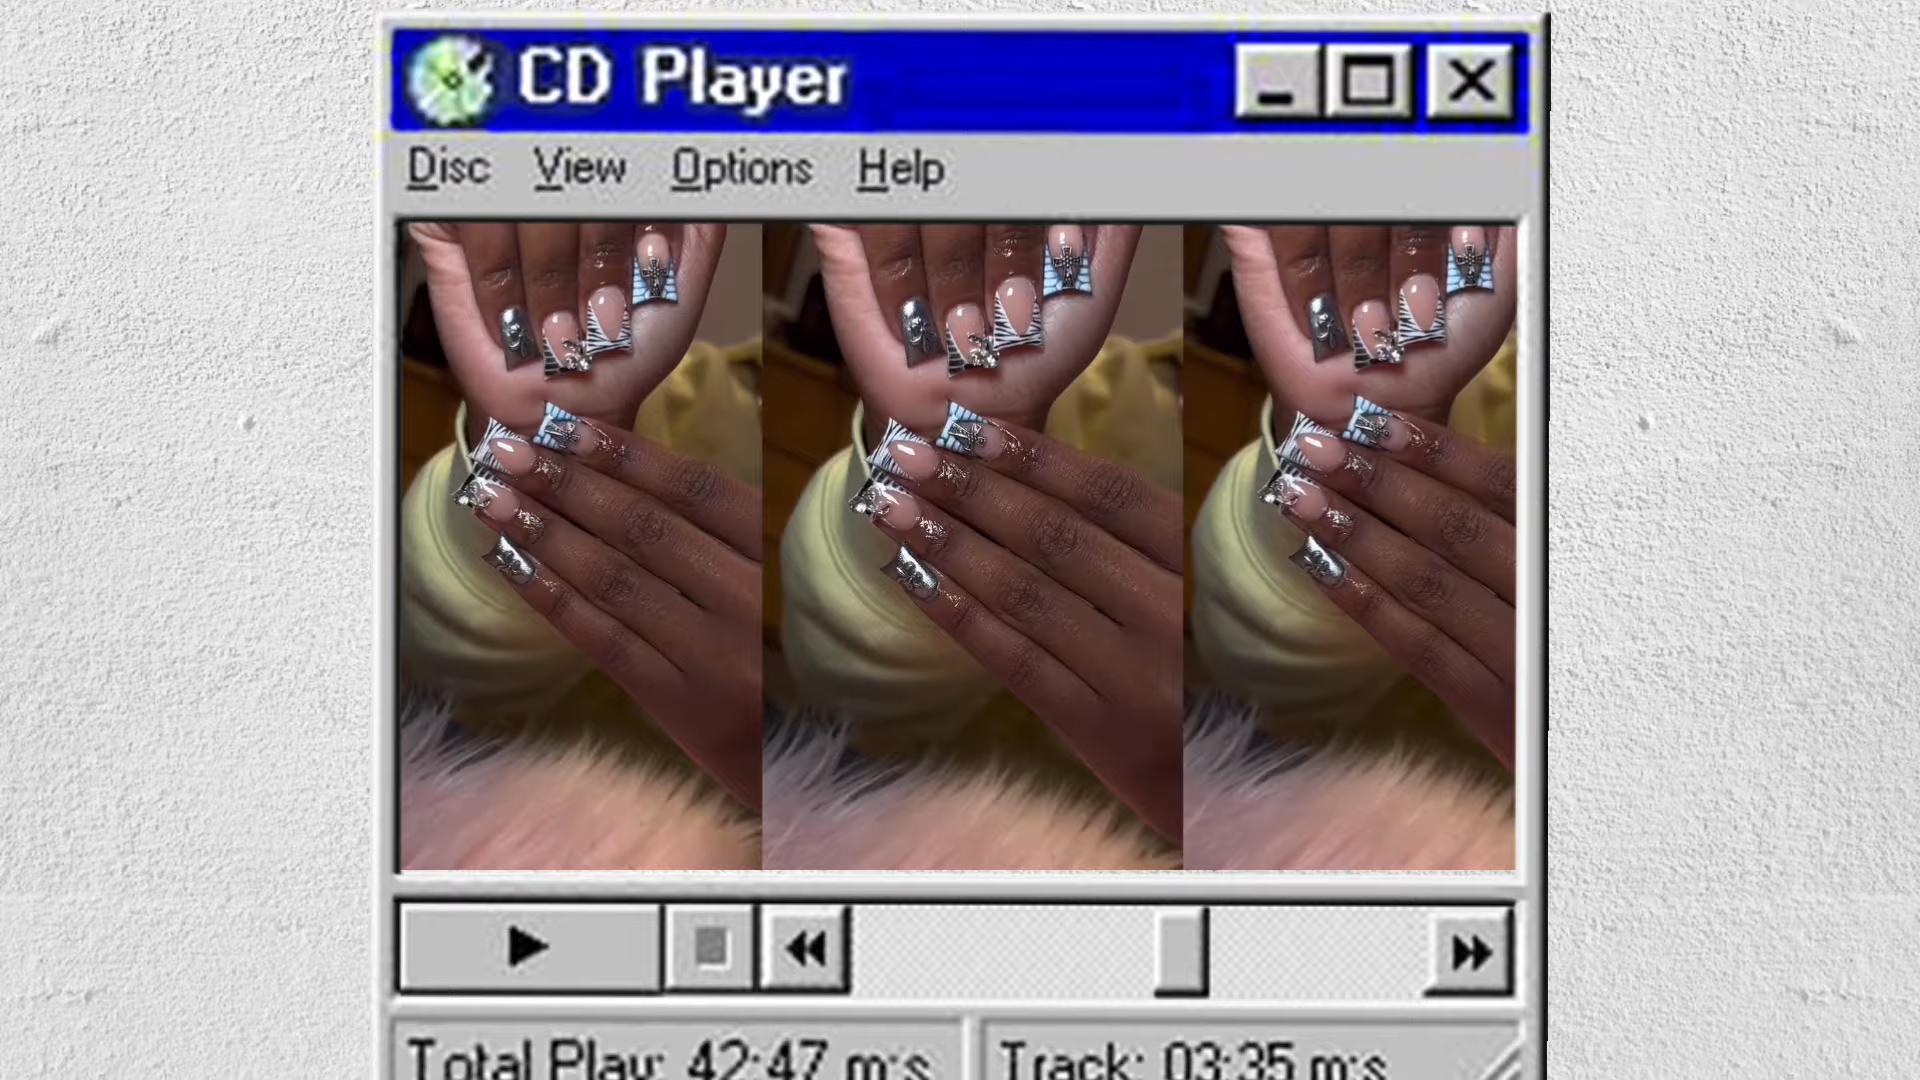 CD Player
Disc View Options Help
Total Play: 42:47 m:s Track: 03:35 m:s